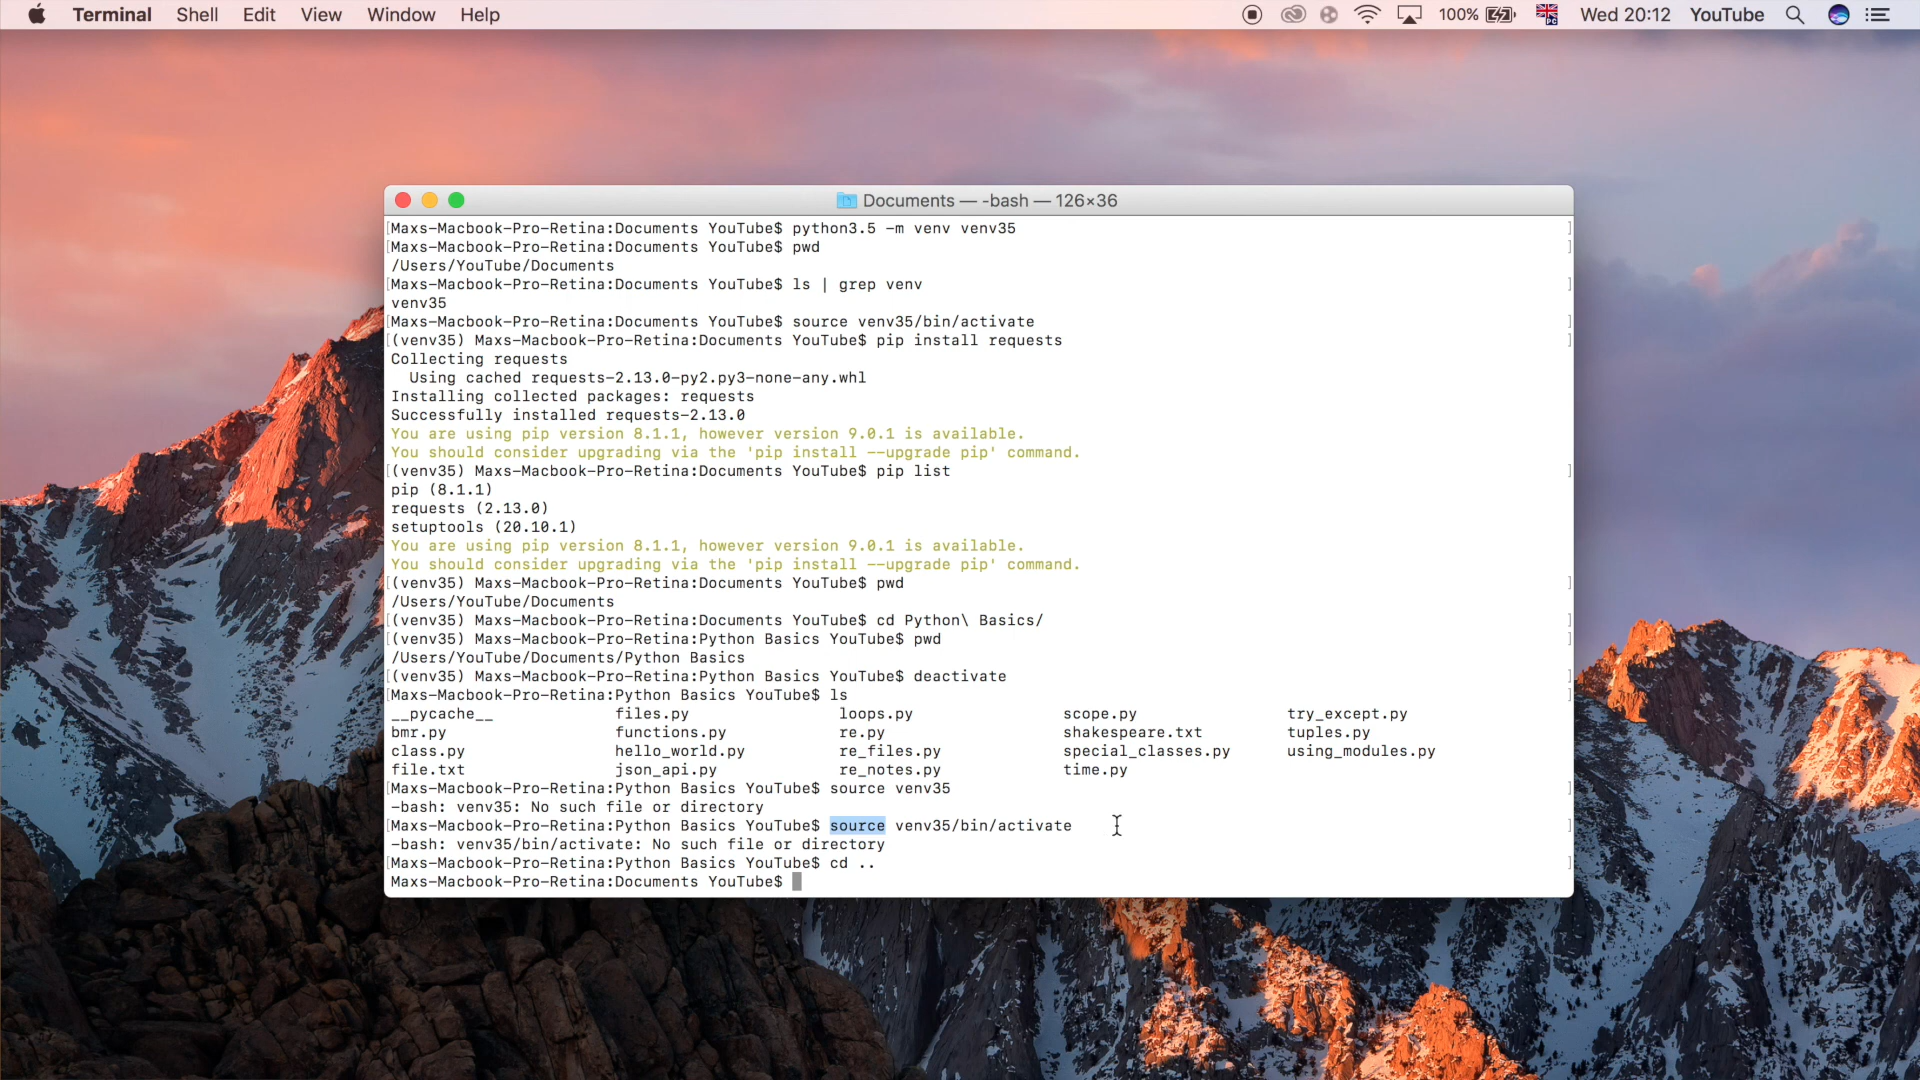 Terminal Shell Edit View Window Help 100% Wed 20:12 YouTube
Documents — -bash — 126×36
[Maxs-Macbook-Pro-Retina:Documents YouTube$ python3.5 -m venv venv35 ]
[Maxs-Macbook-Pro-Retina:Documents YouTube$ pwd ]
/Users/YouTube/Documents
[Maxs-Macbook-Pro-Retina:Documents YouTube$ ls | grep venv ]
venv35
[Maxs-Macbook-Pro-Retina:Documents YouTube$ source venv35/bin/activate ]
[(venv35) Maxs-Macbook-Pro-Retina:Documents YouTube$ pip install requests ]
Collecting requests
  Using cached requests-2.13.0-py2.py3-none-any.whl
Installing collected packages: requests
Successfully installed requests-2.13.0
You are using pip version 8.1.1, however version 9.0.1 is available.
You should consider upgrading via the 'pip install --upgrade pip' command.
[(venv35) Maxs-Macbook-Pro-Retina:Documents YouTube$ pip list ]
pip (8.1.1)
requests (2.13.0)
setuptools (20.10.1)
You are using pip version 8.1.1, however version 9.0.1 is available.
You should consider upgrading via the 'pip install --upgrade pip' command.
[(venv35) Maxs-Macbook-Pro-Retina:Documents YouTube$ pwd ]
/Users/YouTube/Documents
[(venv35) Maxs-Macbook-Pro-Retina:Documents YouTube$ cd Python\ Basics/ ]
[(venv35) Maxs-Macbook-Pro-Retina:Python Basics YouTube$ pwd ]
/Users/YouTube/Documents/Python Basics
[(venv35) Maxs-Macbook-Pro-Retina:Python Basics YouTube$ deactivate ]
[Maxs-Macbook-Pro-Retina:Python Basics YouTube$ ls ]
__pycache__ files.py loops.py scope.py try_except.py
bmr.py functions.py re.py shakespeare.txt tuples.py
class.py hello_world.py re_files.py special_classes.py using_modules.py
file.txt json_api.py re_notes.py time.py
[Maxs-Macbook-Pro-Retina:Python Basics YouTube$ source venv35 ]
-bash: venv35: No such file or directory
[Maxs-Macbook-Pro-Retina:Python Basics YouTube$ source venv35/bin/activate ]
-bash: venv35/bin/activate: No such file or directory
[Maxs-Macbook-Pro-Retina:Python Basics YouTube$ cd .. ]
Maxs-Macbook-Pro-Retina:Documents YouTube$